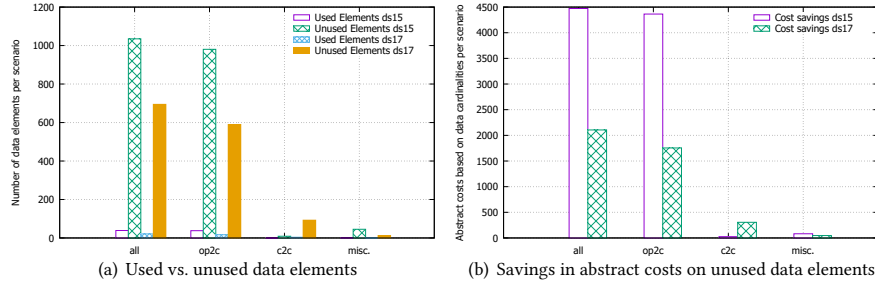 Number of data elements per scenario
1200
1000
800
600
400
200
0
Used Elements ds15
Unused Elements ds15
Used Elements ds17
Unused Elements ds17
all
op2c
c2c
misc.
(a) Used vs. unused data elements
Abstract costs based on data cardinalities per scenario
4500
4000
3500
3000
2500
2000
1500
1000
500
0
Cost savings ds15
Cost savings ds17
all
op2c
c2c
misc.
(b) Savings in abstract costs on unused data elements